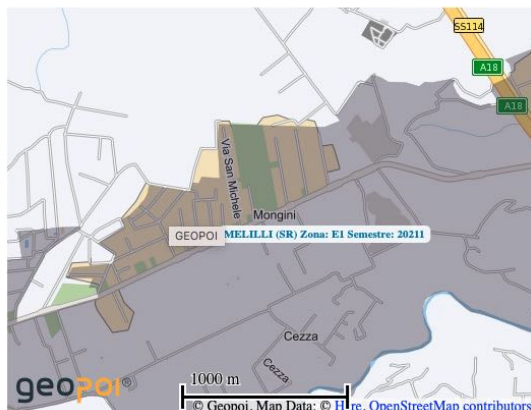 SS114
A18
A18
Via San Michele
Mongini
GEOPOI MELILLI (SR) Zona: E1 Semestre: 20211
Cezza
Cezza
1000 m
geopoi®
© Geopoi, Map Data: © Here, OpenStreetMap contributors